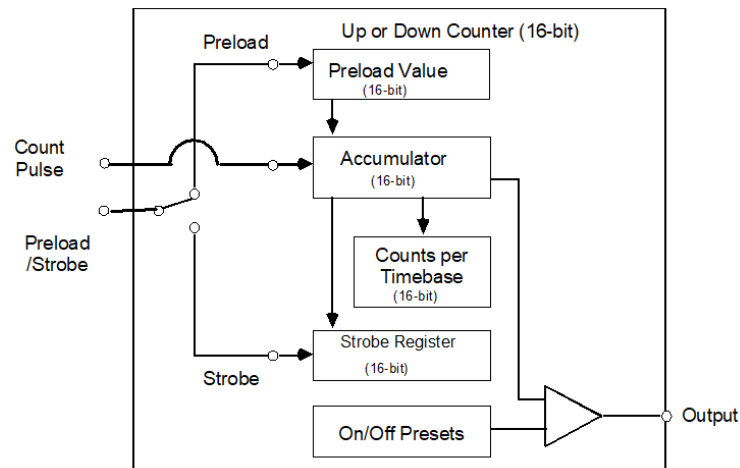 Up or Down Counter (16-bit)
Preload
Preload Value
(16-bit)
Count
Pulse
Accumulator
(16-bit)
Preload
/Strobe
Counts per
Timebase
(16-bit)
Strobe Register
(16-bit)
Strobe
On/Off Presets
Output